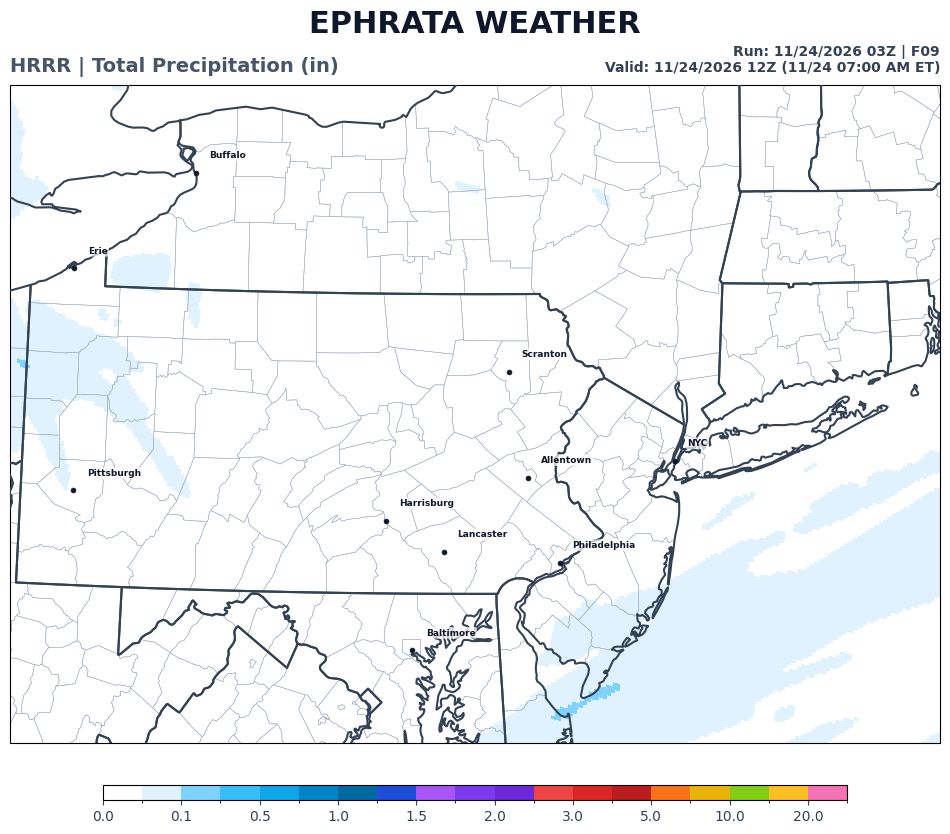 EPHRATA WEATHER
HRRR | Total Precipitation (in)
Run: 11/24/2026 03Z | F09
Valid: 11/24/2026 12Z (11/24 07:00 AM ET)
Buffalo
Erie
Scranton
NYC
Allentown
Pittsburgh
Harrisburg
Lancaster
Philadelphia
Baltimore
0.0 0.1 0.5 1.0 1.5 2.0 3.0 5.0 10.0 20.0